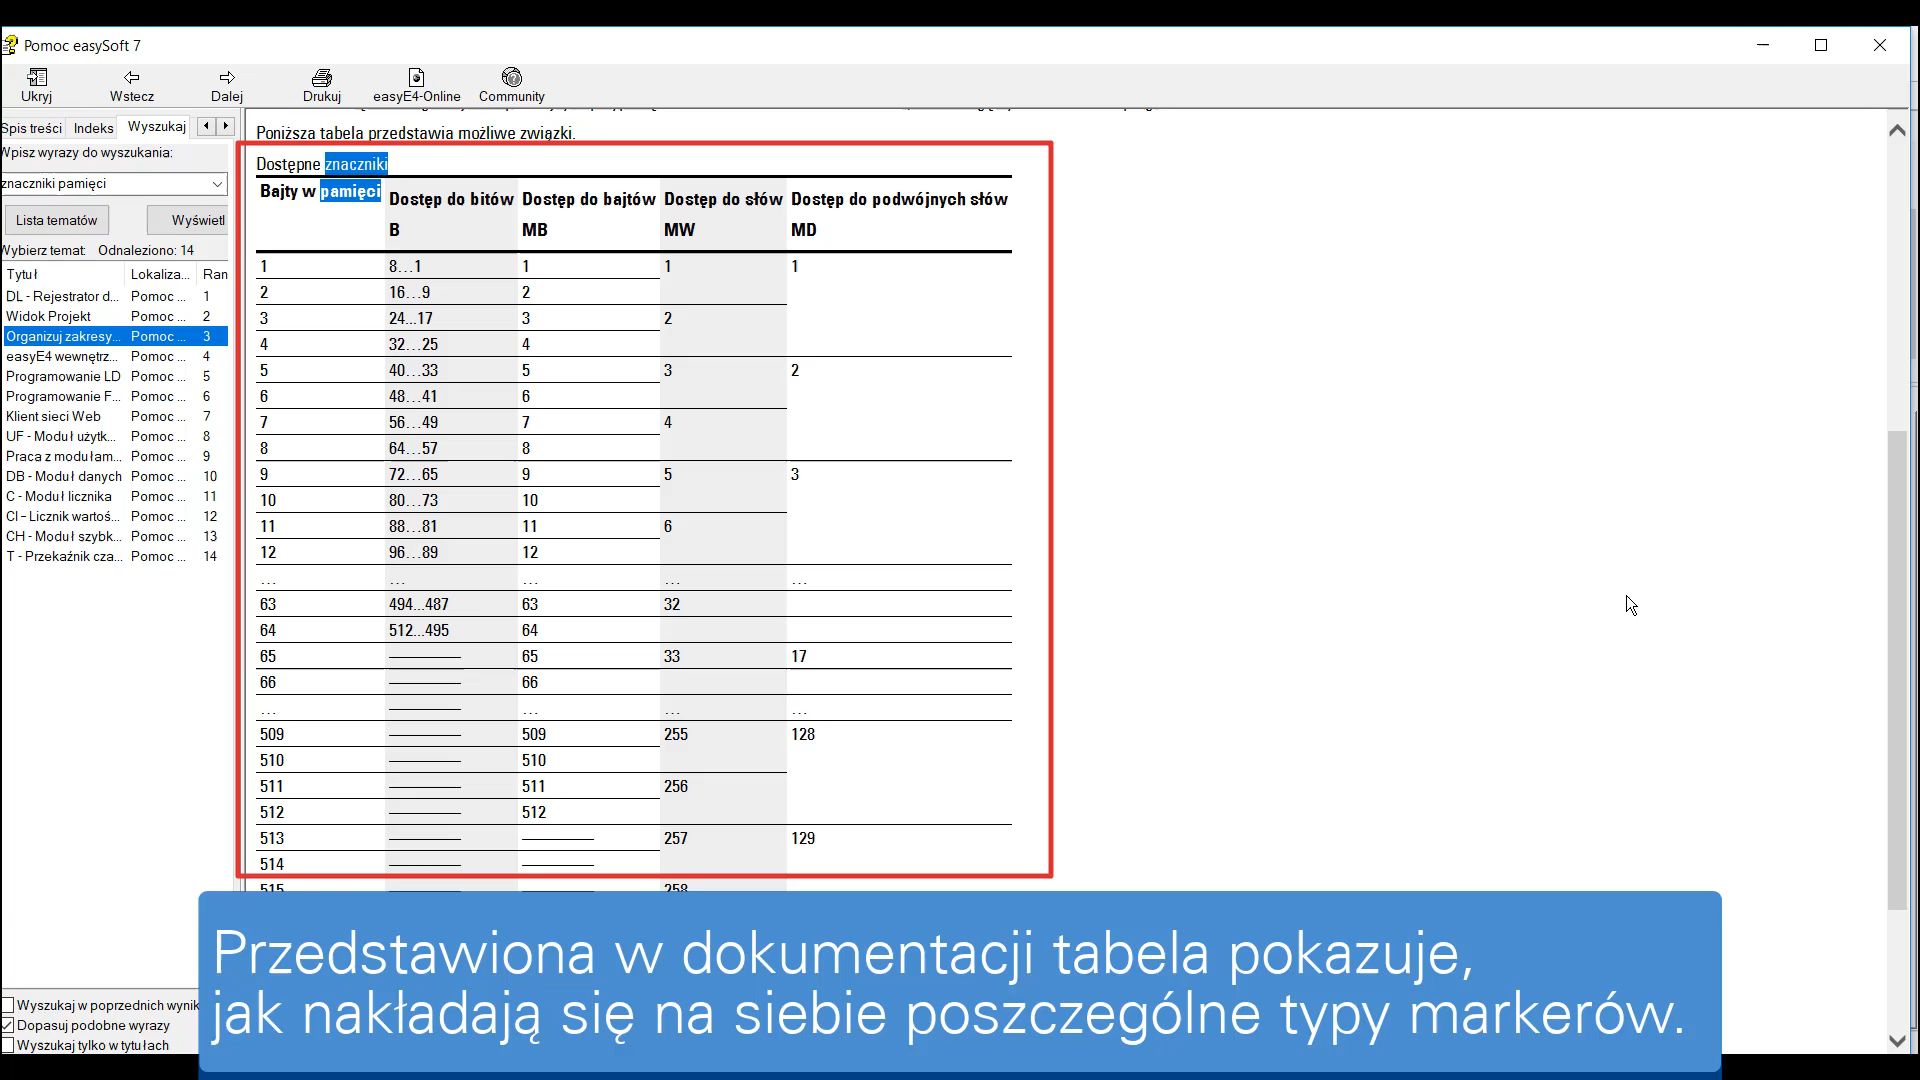 Pomoc easySoft 7
Ukryj Wstecz Dalej Drukuj easyE4-Online Community
Spis treści Indeks Wyszukaj
Wpisz wyrazy do wyszukania:
znaczniki pamięci
Lista tematów Wyświetl
Wybierz temat: Odnaleziono: 14
Tytuł Lokaliza... Ran
DL - Rejestrator d... Pomoc ... 1
Widok Projekt Pomoc ... 2
Organizuj zakresy... Pomoc ... 3
easyE4 wewnętrz... Pomoc ... 4
Programowanie LD Pomoc ... 5
Programowanie F... Pomoc ... 6
Klient sieci Web Pomoc ... 7
UF - Moduł użytk... Pomoc ... 8
Praca z modułam... Pomoc ... 9
DB - Moduł danych Pomoc ... 10
C - Moduł licznika Pomoc ... 11
CI – Licznik wartoś... Pomoc ... 12
CH - Moduł szybk... Pomoc ... 13
T - Przekaźnik cza... Pomoc ... 14
Wyszukaj w poprzednich wynik
Dopasuj podobne wyrazy
Wyszukaj tylko w tytułach
Poniższa tabela przedstawia możliwe związki.
Dostępne znaczniki
Bajty w pamięci Dostęp do bitów Dostęp do bajtów Dostęp do słów Dostęp do podwójnych słów
B MB MW MD
1 8…1 1 1 1
2 16…9 2
3 24...17 3 2
4 32…25 4
5 40…33 5 3 2
6 48…41 6
7 56…49 7 4
8 64…57 8
9 72…65 9 5 3
10 80…73 10
11 88…81 11 6
12 96…89 12
… … … … …
63 494...487 63 32
64 512...495 64
65 ———— 65 33 17
66 ———— 66
… ———— … … …
509 ———— 509 255 128
510 ———— 510
511 ———— 511 256
512 ———— 512
513 ———— ———— 257 129
514 ———— ————
515 258
Przedstawiona w dokumentacji tabela pokazuje,
jak nakładają się na siebie poszczególne typy markerów.